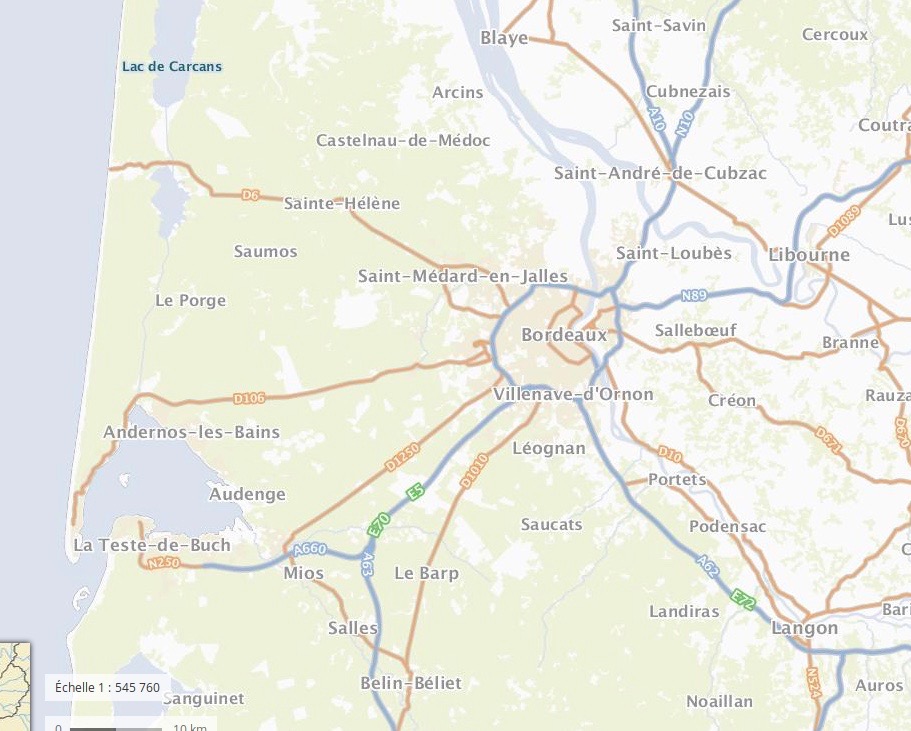 Saint-Savin
Blaye
Cercoux
Lac de Carcans
Arcins
Cubnezais
A10
N10
Coutra
Castelnau-de-Médoc
Saint-André-de-Cubzac
D6
Sainte-Hélène
D1089
Lus
Saumos
Saint-Loubès
Libourne
Saint-Médard-en-Jalles
Le Porge
N89
Bordeaux
Sallebœuf
Branne
Villenave-d'Ornon
D106
Créon
Rauza
Andernos-les-Bains
D671
D670
Léognan
D1250
D10
D1010
Portets
Audenge
E5
Saucats
E70
Podensac
La Teste-de-Buch
A660
N250
A63
Mios
Le Barp
A62
E72
Landiras
Bari
Salles
Langon
Belin-Béliet
N524
Auros
Échelle 1 : 545 760
Sanguinet
Noaillan
0 10 km